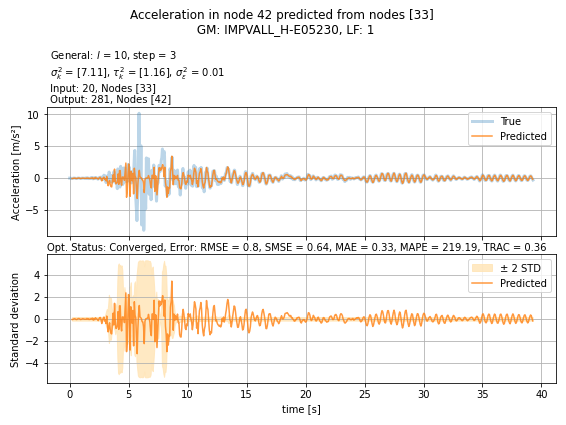 Acceleration in node 42 predicted from nodes [33]
GM: IMPVALL_H-E05230, LF: 1
General: l = 10, step = 3
σ²ₖ = [7.11], τ²ₖ = [1.16], σ²ε = 0.01
Input: 20, Nodes [33]
Output: 281, Nodes [42]
Acceleration [m/s²]
10
5
0
−5
True
Predicted
Opt. Status: Converged, Error: RMSE = 0.8, SMSE = 0.64, MAE = 0.33, MAPE = 219.19, TRAC = 0.36
Standard deviation
4
2
0
−2
−4
± 2 STD
Predicted
0 5 10 15 20 25 30 35 40
time [s]